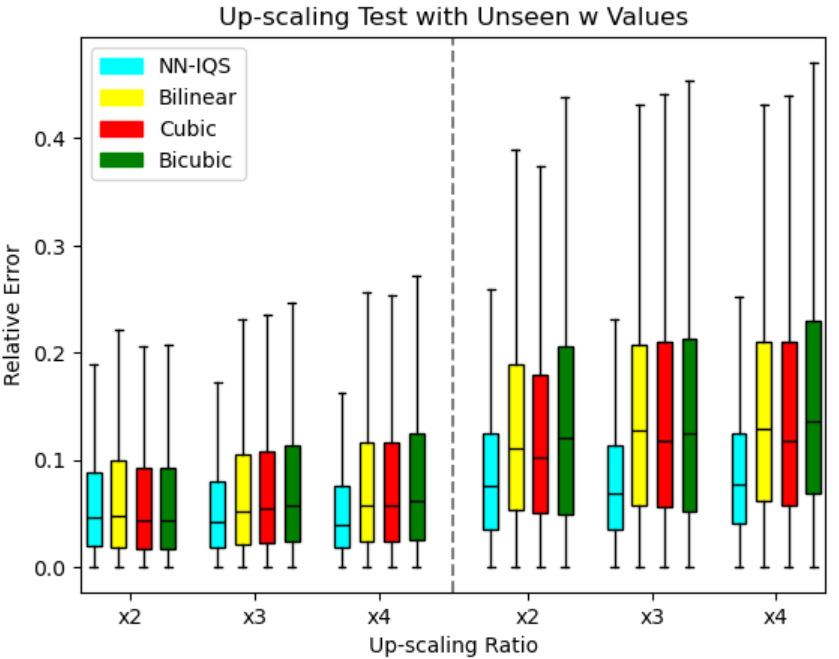 Up-scaling Test with Unseen w Values
NN-IQS
Bilinear
Cubic
Bicubic
Relative Error
0.4
0.3
0.2
0.1
0.0
x2 x3 x4 x2 x3 x4
Up-scaling Ratio